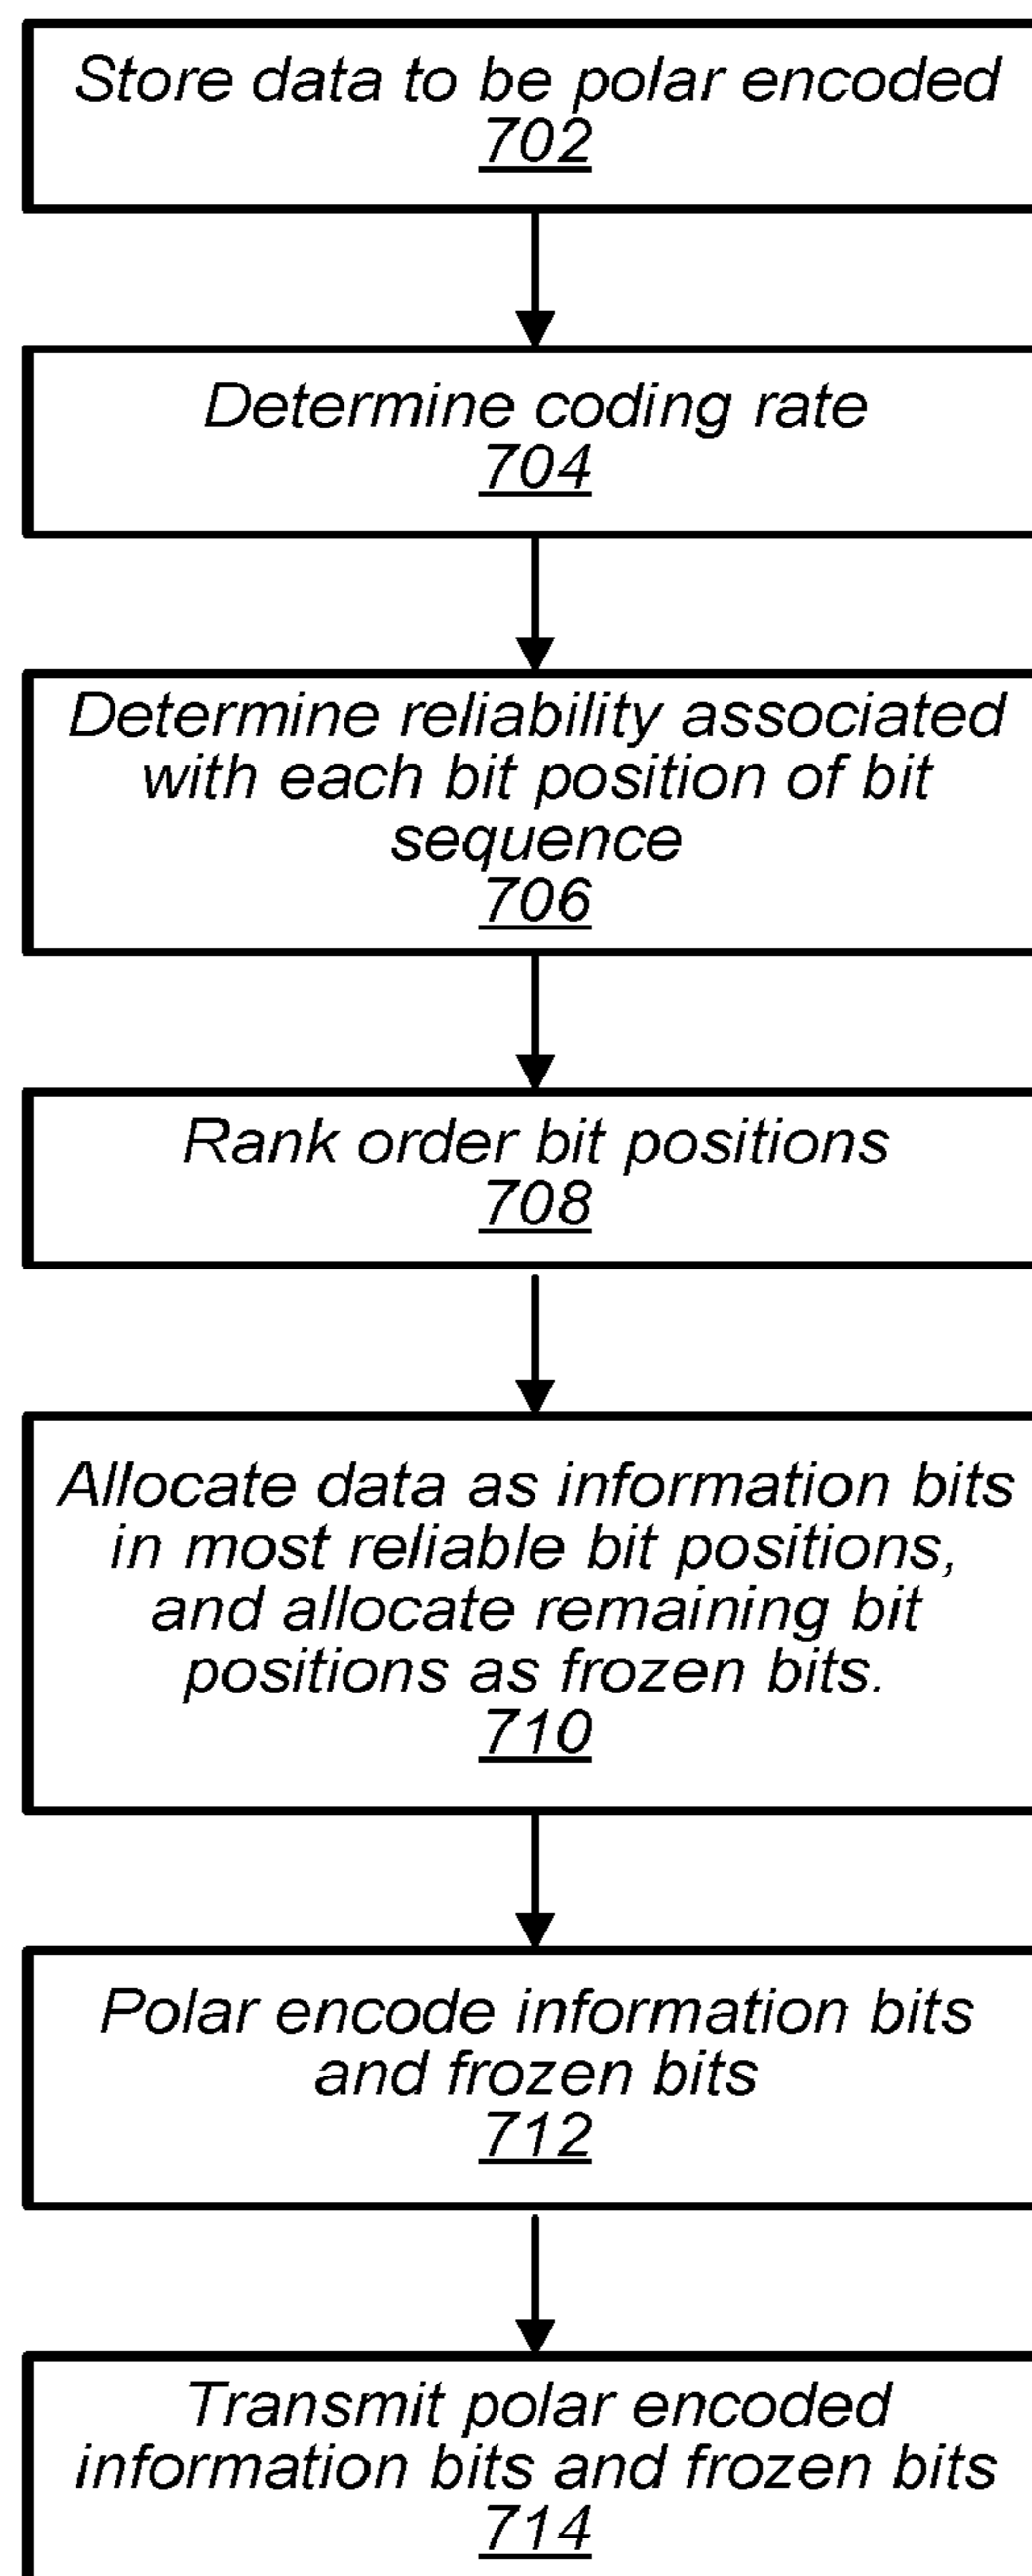 Store data to be polar encoded
702
Determine coding rate
704
Determine reliability associated
with each bit position of bit
sequence
706
Rank order bit positions
708
Allocate data as information bits
in most reliable bit positions,
and allocate remaining bit
positions as frozen bits.
710
Polar encode information bits
and frozen bits
712
Transmit polar encoded
information bits and frozen bits
714